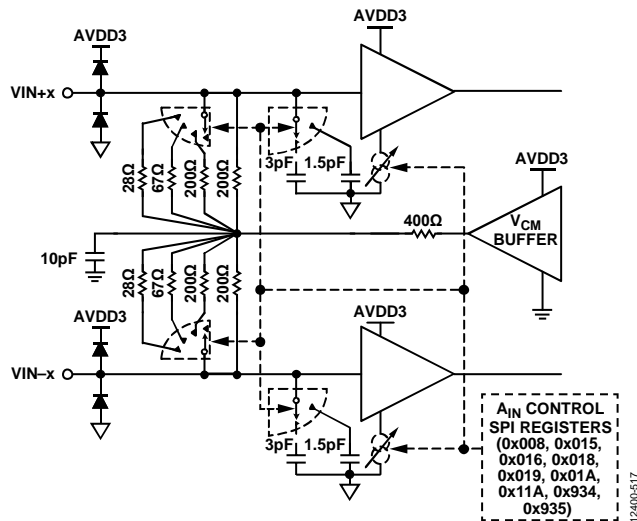 AVDD3
AVDD3
VIN+x
3pF
1.5pF
28Ω
67Ω
200Ω
200Ω
AVDD3
400Ω
V_CM
BUFFER
10pF
28Ω
67Ω
200Ω
200Ω
AVDD3
AVDD3
VIN–x
3pF
1.5pF
A_IN CONTROL
SPI REGISTERS
(0x008, 0x015,
0x016, 0x018,
0x019, 0x01A,
0x11A, 0x934,
0x935)
12400-517